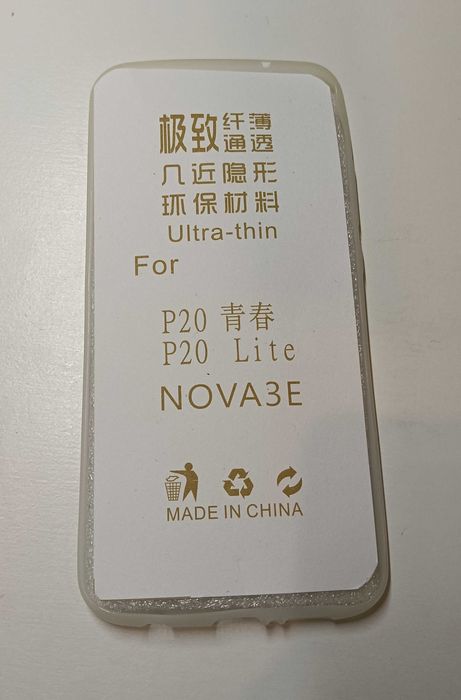 极致纤薄通透
几近隐形
环保材料
Ultra-thin
For
P20 青春
P20 Lite
NOVA3E
MADE IN CHINA